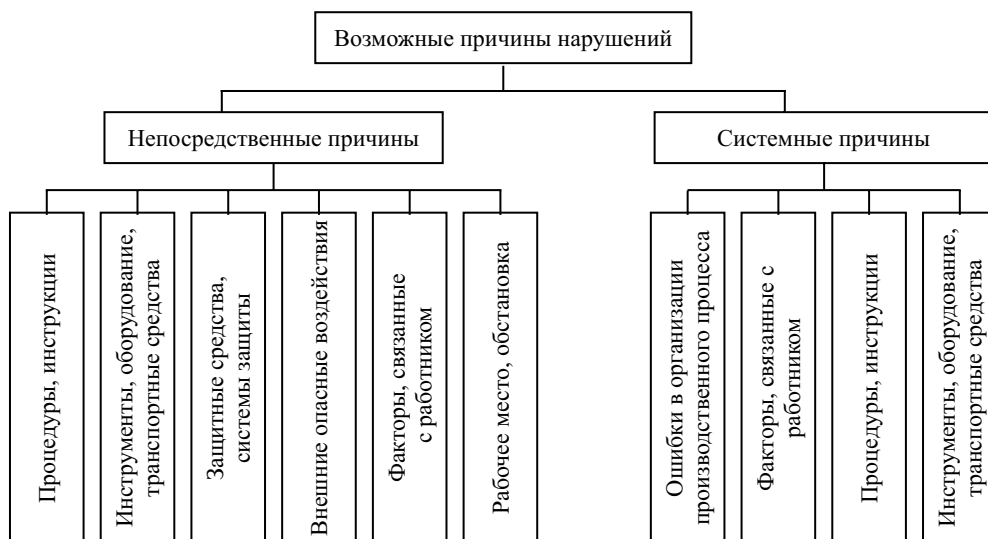 Возможные причины нарушений
Непосредственные причины
Системные причины
Процедуры, инструкции
Инструменты, оборудование,
транспортные средства
Защитные средства,
системы защиты
Внешние опасные воздействия
Факторы, связанные
с работником
Рабочее место, обстановка
Ошибки в организации
производственного процесса
Факторы, связанные с
работником
Процедуры, инструкции
Инструменты, оборудование,
транспортные средства